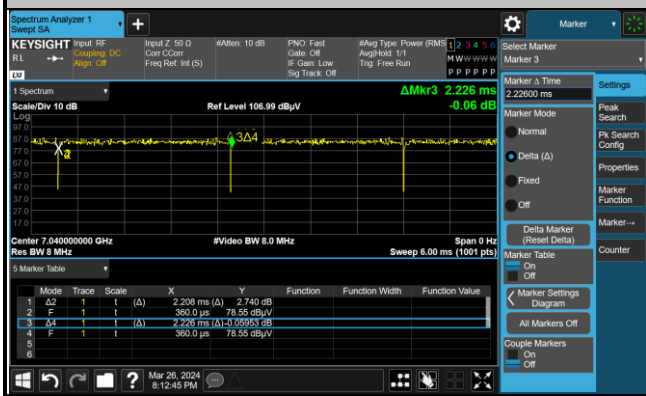 Spectrum Analyzer 1
Swept SA
Marker
KEYSIGHT
RL
Input: RF
Coupling: DC
Align: Off
Input Z: 50 Ω
Corr CCorr
Freq Ref: Int (S)
#Atten: 10 dB
PNO: Fast
Gate: Off
IF Gain: Low
Sig Track: Off
#Avg Type: Power (RMS
Avg|Hold: 1/1
Trig: Free Run
1 2 3 4 5 6
M W W W W W
P P P P P P
LXI
Select Marker
Marker 3
1 Spectrum
Scale/Div 10 dB
Ref Level 106.99 dBµV
ΔMkr3 2.226 ms
-0.06 dB
Log
97.0
87.0
77.0
67.0
57.0
47.0
37.0
27.0
17.0
3Δ4
Center 7.040000000 GHz
Res BW 8 MHz
#Video BW 8.0 MHz
Span 0 Hz
Sweep 6.00 ms (1001 pts)
5 Marker Table
Mode Trace Scale X Y Function Function Width Function Value
1 Δ2 1 t (Δ) 2.208 ms (Δ) 2.740 dB
2 F 1 t 360.0 µs 78.55 dBµV
3 Δ4 1 t (Δ) 2.226 ms (Δ) -0.05953 dB
4 F 1 t 360.0 µs 78.55 dBµV
5
6
Mar 26, 2024
8:12:45 PM
Marker Δ Time
2.22600 ms
Marker Mode
Normal
Delta (Δ)
Fixed
Off
Delta Marker
(Reset Delta)
Marker Table
On
Off
Marker Settings
Diagram
All Markers Off
Couple Markers
On
Off
Settings
Peak
Search
Pk Search
Config
Properties
Marker
Function
Marker→
Counter